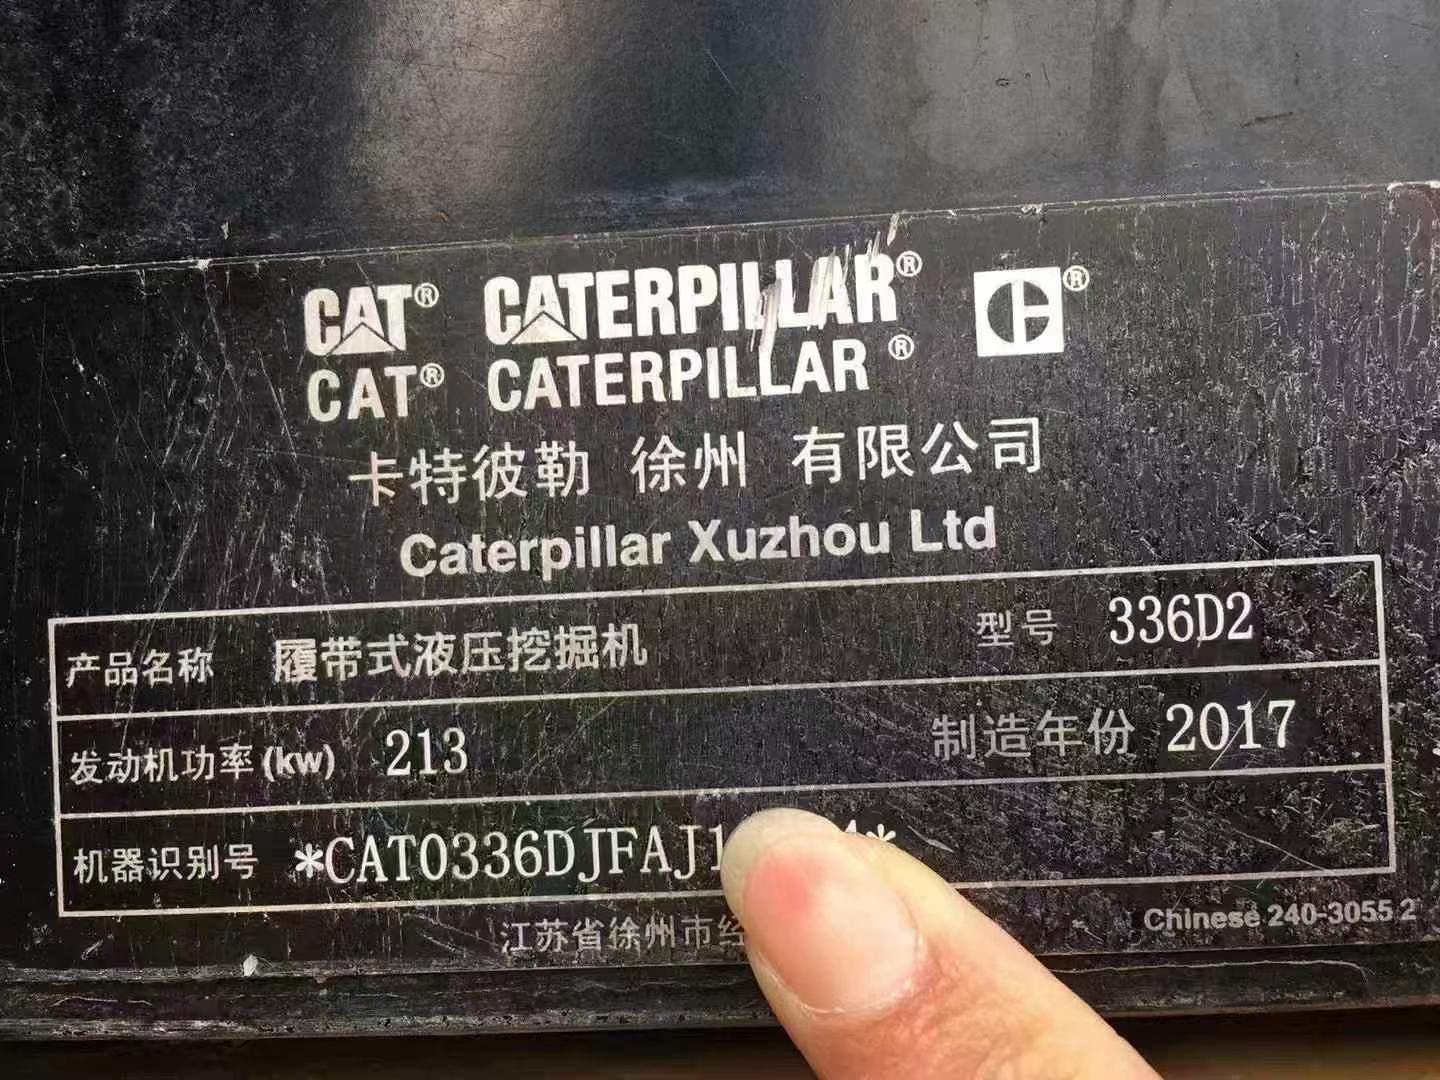 CAT® CATERPILLAR®
CAT® CATERPILLAR®
卡特彼勒 徐州 有限公司
Caterpillar Xuzhou Ltd
产品名称 履带式液压挖掘机 型号 336D2
发动机功率(kw) 213 制造年份 2017
机器识别号 *CAT0336DJFAJ1
江苏省徐州市经
Chinese 240-3055 2